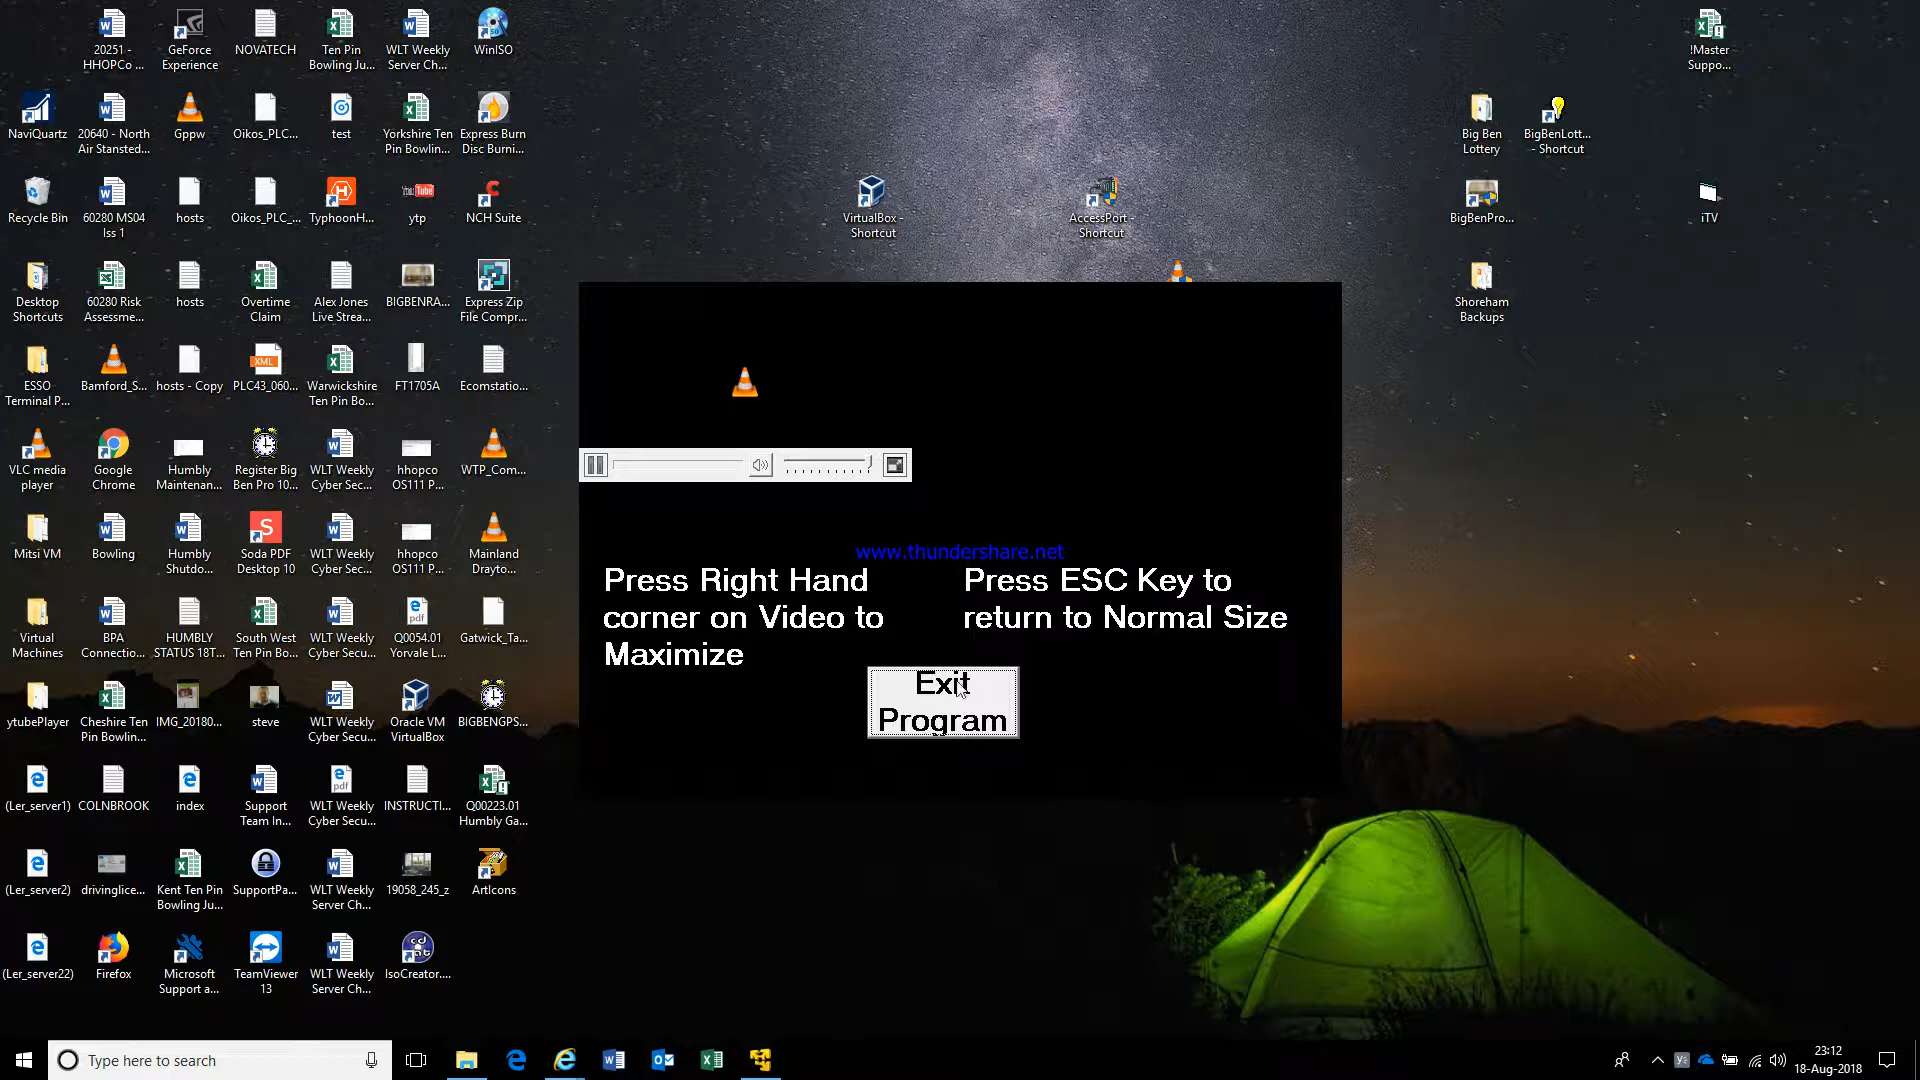 20251 -
HHOPCo ...
GeForce
Experience
NOVATECH
Ten Pin
Bowling Ju...
WLT Weekly
Server Ch...
WinISO
!Master
Suppo...
NaviQuartz
20640 - North
Air Stansted...
Gppw
Oikos_PLC...
test
Yorkshire Ten
Pin Bowlin...
Express Burn
Disc Burni...
Big Ben
Lottery
BigBenLott...
- Shortcut
Recycle Bin
60280 MS04
Iss 1
hosts
Oikos_PLC_...
TyphoonH...
You Tube
ytp
NCH Suite
VirtualBox -
Shortcut
AccessPort -
Shortcut
BigBenPro...
iTV
Desktop
Shortcuts
60280 Risk
Assessme...
hosts
Overtime
Claim
Alex Jones
Live Strea...
BIGBENRA...
Express Zip
File Compr...
Shoreham
Backups
ESSO
Terminal P...
Bamford_S...
hosts - Copy
XML
PLC43_060...
Warwickshire
Ten Pin Bo...
FT1705A
Ecomstatio...
VLC media
player
Google
Chrome
Humbly
Maintenan...
Register Big
Ben Pro 10...
WLT Weekly
Cyber Sec...
hhopco
OS111 P...
WTP_Com...
Mitsi VM
Bowling
Humbly
Shutdo...
Soda PDF
Desktop 10
WLT Weekly
Cyber Sec...
hhopco
OS111 P...
Mainland
Drayto...
www.thundershare.net
Press Right Hand
corner on Video to
Maximize
Press ESC Key to
return to Normal Size
Exit
Program
Virtual
Machines
BPA
Connectio...
HUMBLY
STATUS 18T...
South West
Ten Pin Bo...
WLT Weekly
Cyber Sec...
pdf
Q0054.01
Yorvale L...
Gatwick_Ta...
ytubePlayer
Cheshire Ten
Pin Bowlin...
IMG_20180...
steve
WLT Weekly
Cyber Secu...
Oracle VM
VirtualBox
BIGBENGPS...
(Ler_server1)
COLNBROOK
index
Support
Team In...
pdf
WLT Weekly
Cyber Secu...
INSTRUCTI...
Q00223.01
Humbly Ga...
(Ler_server2)
drivinglice...
Kent Ten Pin
Bowling Ju...
SupportPa...
WLT Weekly
Server Ch...
19058_245_z
ArtIcons
(Ler_server22)
Firefox
Microsoft
Support a...
TeamViewer
13
WLT Weekly
Server Ch...
IsoCreator....
Type here to search
23:12
18-Aug-2018